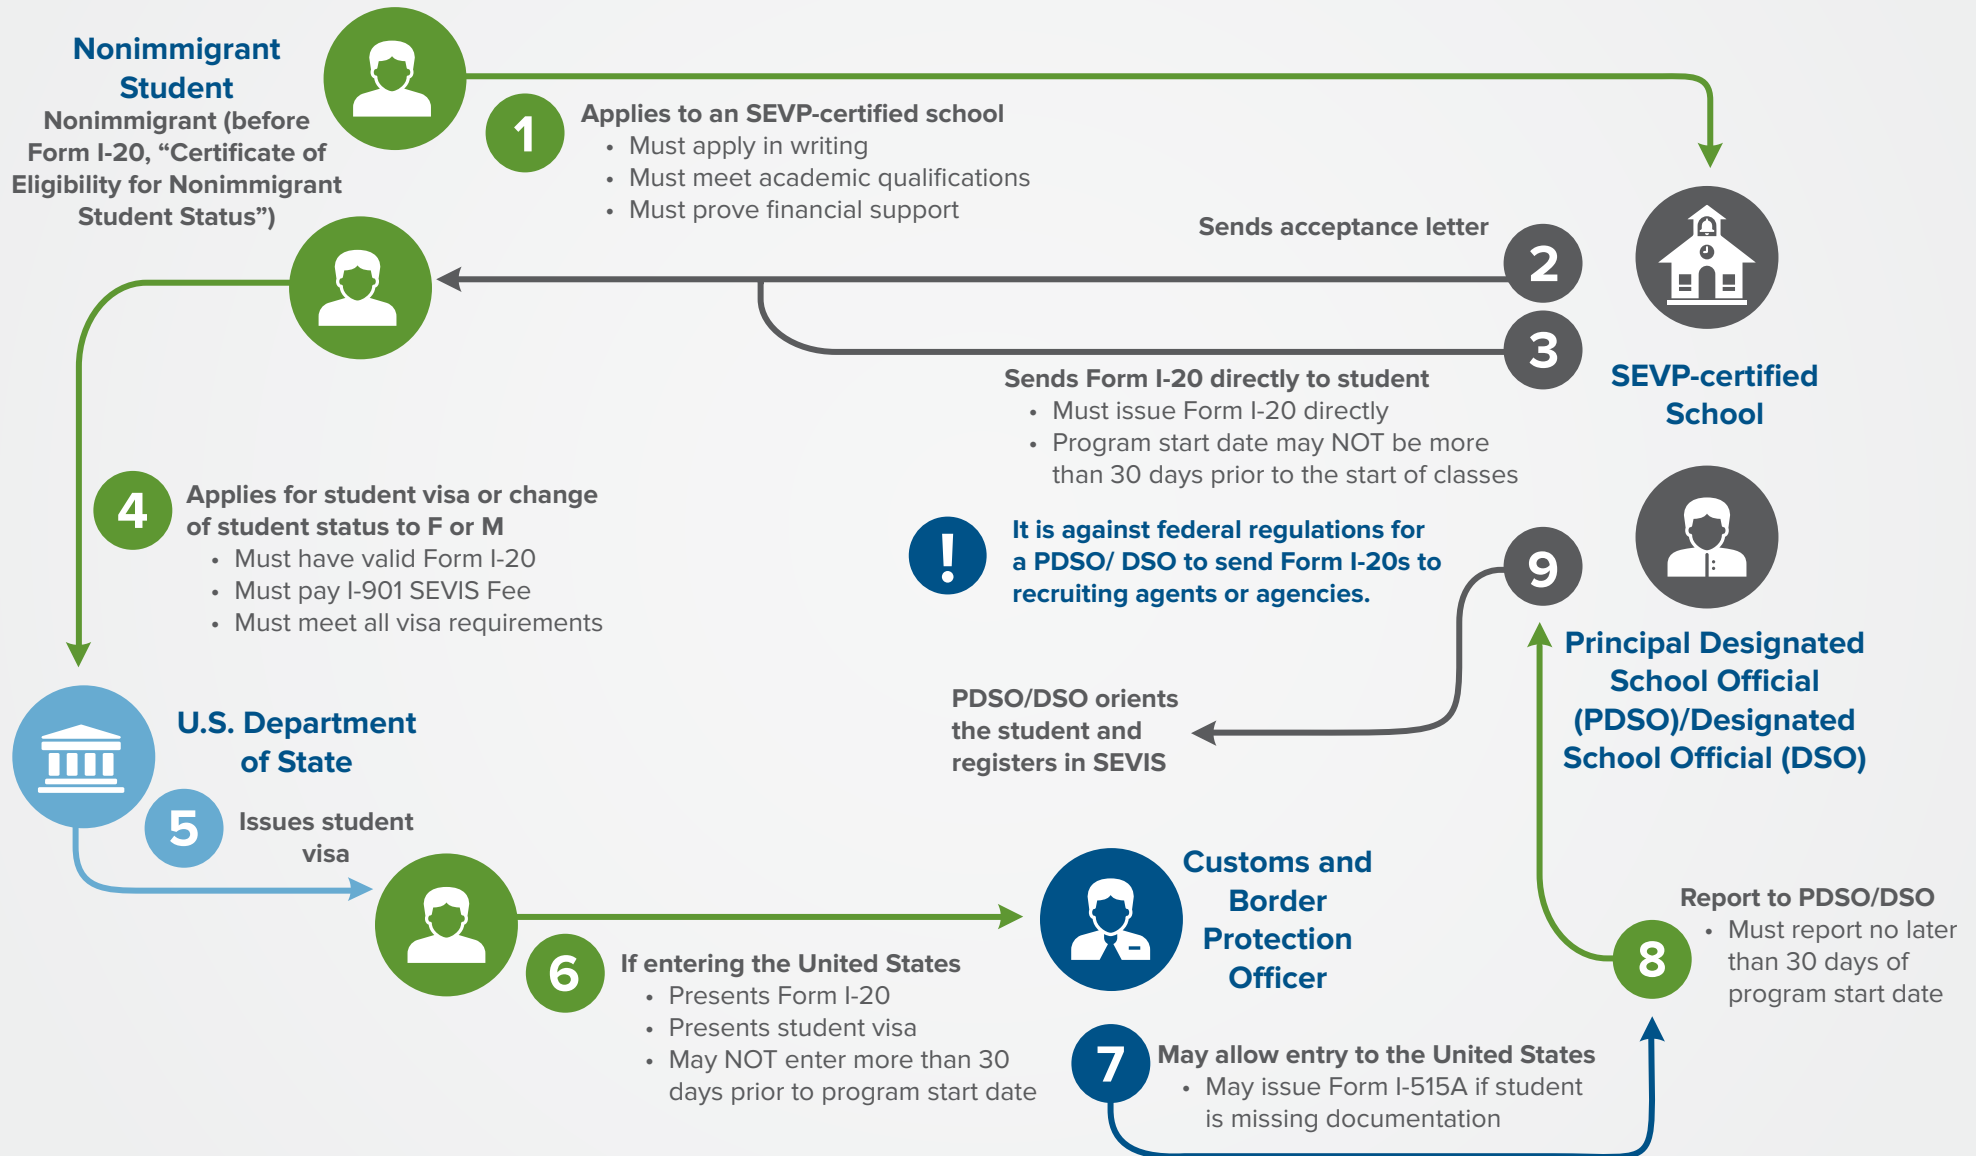 Nonimmigrant
Student
Nonimmigrant (before
Form I-20, “Certificate of
Eligibility for Nonimmigrant
Student Status”)
1
Applies to an SEVP-certified school
• Must apply in writing
• Must meet academic qualifications
• Must prove financial support
Sends acceptance letter
2
3
Sends Form I-20 directly to student
• Must issue Form I-20 directly
• Program start date may NOT be more
than 30 days prior to the start of classes
SEVP-certified
School
4
Applies for student visa or change
of student status to F or M
• Must have valid Form I-20
• Must pay I-901 SEVIS Fee
• Must meet all visa requirements
!
It is against federal regulations for
a PDSO/ DSO to send Form I-20s to
recruiting agents or agencies.
9
Principal Designated
School Official
(PDSO)/Designated
School Official (DSO)
PDSO/DSO orients
the student and
registers in SEVIS
U.S. Department
of State
5
Issues student
visa
6
If entering the United States
• Presents Form I-20
• Presents student visa
• May NOT enter more than 30
days prior to program start date
Customs and
Border
Protection
Officer
7
May allow entry to the United States
• May issue Form I-515A if student
is missing documentation
8
Report to PDSO/DSO
• Must report no later
than 30 days of
program start date